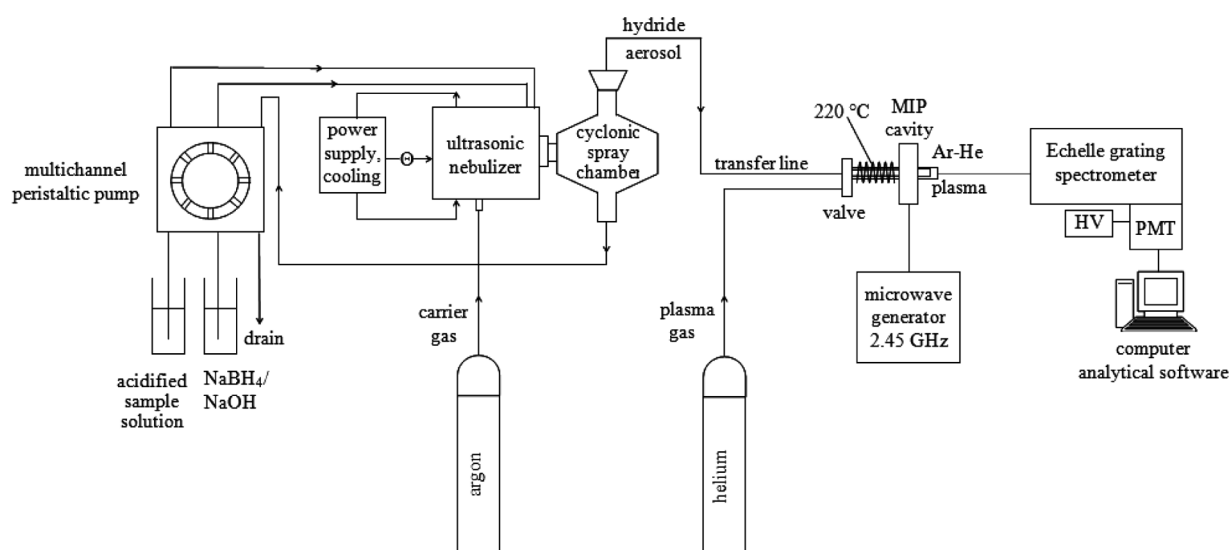 hydride
aerosol
multichannel
peristaltic pump
power
supply,
cooling
ultrasonic
nebulizer
cyclonic
spray
chamber
220 °C
MIP
cavity
Ar-He
plasma
transfer line
valve
Echelle grating
spectrometer
HV
PMT
microwave
generator
2.45 GHz
computer
analytical software
drain
acidified
sample
solution
NaBH4/
NaOH
carrier
gas
argon
plasma
gas
helium